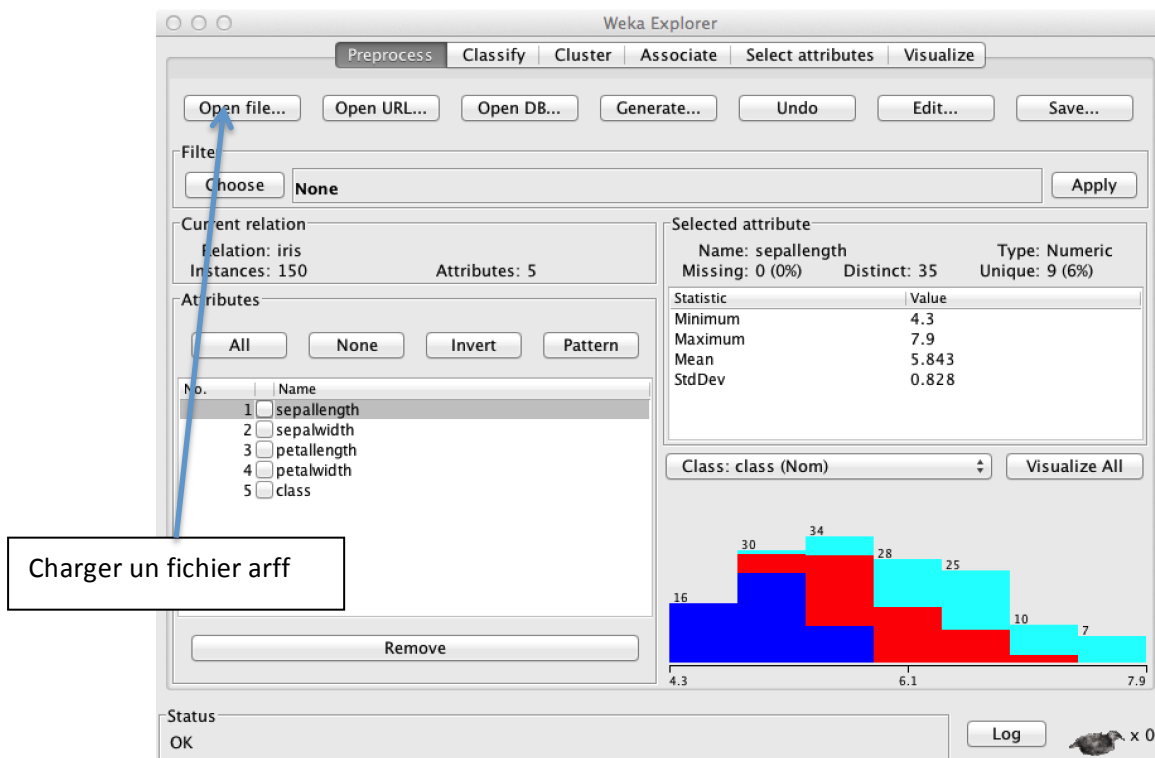 Weka Explorer
Preprocess Classify Cluster Associate Select attributes Visualize
Open file... Open URL... Open DB... Generate... Undo Edit... Save...
Filter
Choose None Apply
Current relation
Relation: iris
Instances: 150 Attributes: 5
Selected attribute
Name: sepallength Type: Numeric
Missing: 0 (0%) Distinct: 35 Unique: 9 (6%)
Statistic Value
Minimum 4.3
Maximum 7.9
Mean 5.843
StdDev 0.828
Attributes
All None Invert Pattern
No. Name
1 sepallength
2 sepalwidth
3 petallength
4 petalwidth
5 class
Remove
Class: class (Nom) Visualize All
16 30 34 28 25 10 7
4.3 6.1 7.9
Charger un fichier arff
Status
OK
Log x 0